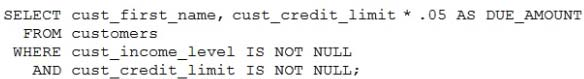 SELECT cust_first_name, cust_credit_limit * .05 AS DUE_AMOUNT
FROM customers
WHERE cust_income_level IS NOT NULL
AND cust_credit_limit IS NOT NULL;